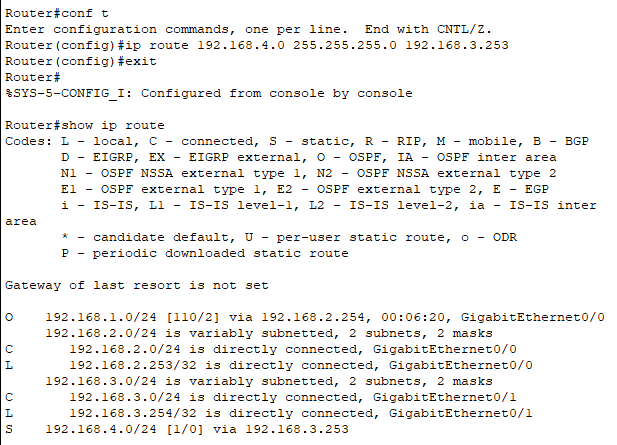 Router#conf t
Enter configuration commands, one per line.  End with CNTL/Z.
Router(config)#ip route 192.168.4.0 255.255.255.0 192.168.3.253
Router(config)#exit
Router#
%SYS-5-CONFIG_I: Configured from console by console

Router#show ip route
Codes: L - local, C - connected, S - static, R - RIP, M - mobile, B - BGP
       D - EIGRP, EX - EIGRP external, O - OSPF, IA - OSPF inter area
       N1 - OSPF NSSA external type 1, N2 - OSPF NSSA external type 2
       E1 - OSPF external type 1, E2 - OSPF external type 2, E - EGP
       i - IS-IS, L1 - IS-IS level-1, L2 - IS-IS level-2, ia - IS-IS inter
area
       * - candidate default, U - per-user static route, o - ODR
       P - periodic downloaded static route

Gateway of last resort is not set

O    192.168.1.0/24 [110/2] via 192.168.2.254, 00:06:20, GigabitEthernet0/0
     192.168.2.0/24 is variably subnetted, 2 subnets, 2 masks
C       192.168.2.0/24 is directly connected, GigabitEthernet0/0
L       192.168.2.253/32 is directly connected, GigabitEthernet0/0
     192.168.3.0/24 is variably subnetted, 2 subnets, 2 masks
C       192.168.3.0/24 is directly connected, GigabitEthernet0/1
L       192.168.3.254/32 is directly connected, GigabitEthernet0/1
S    192.168.4.0/24 [1/0] via 192.168.3.253